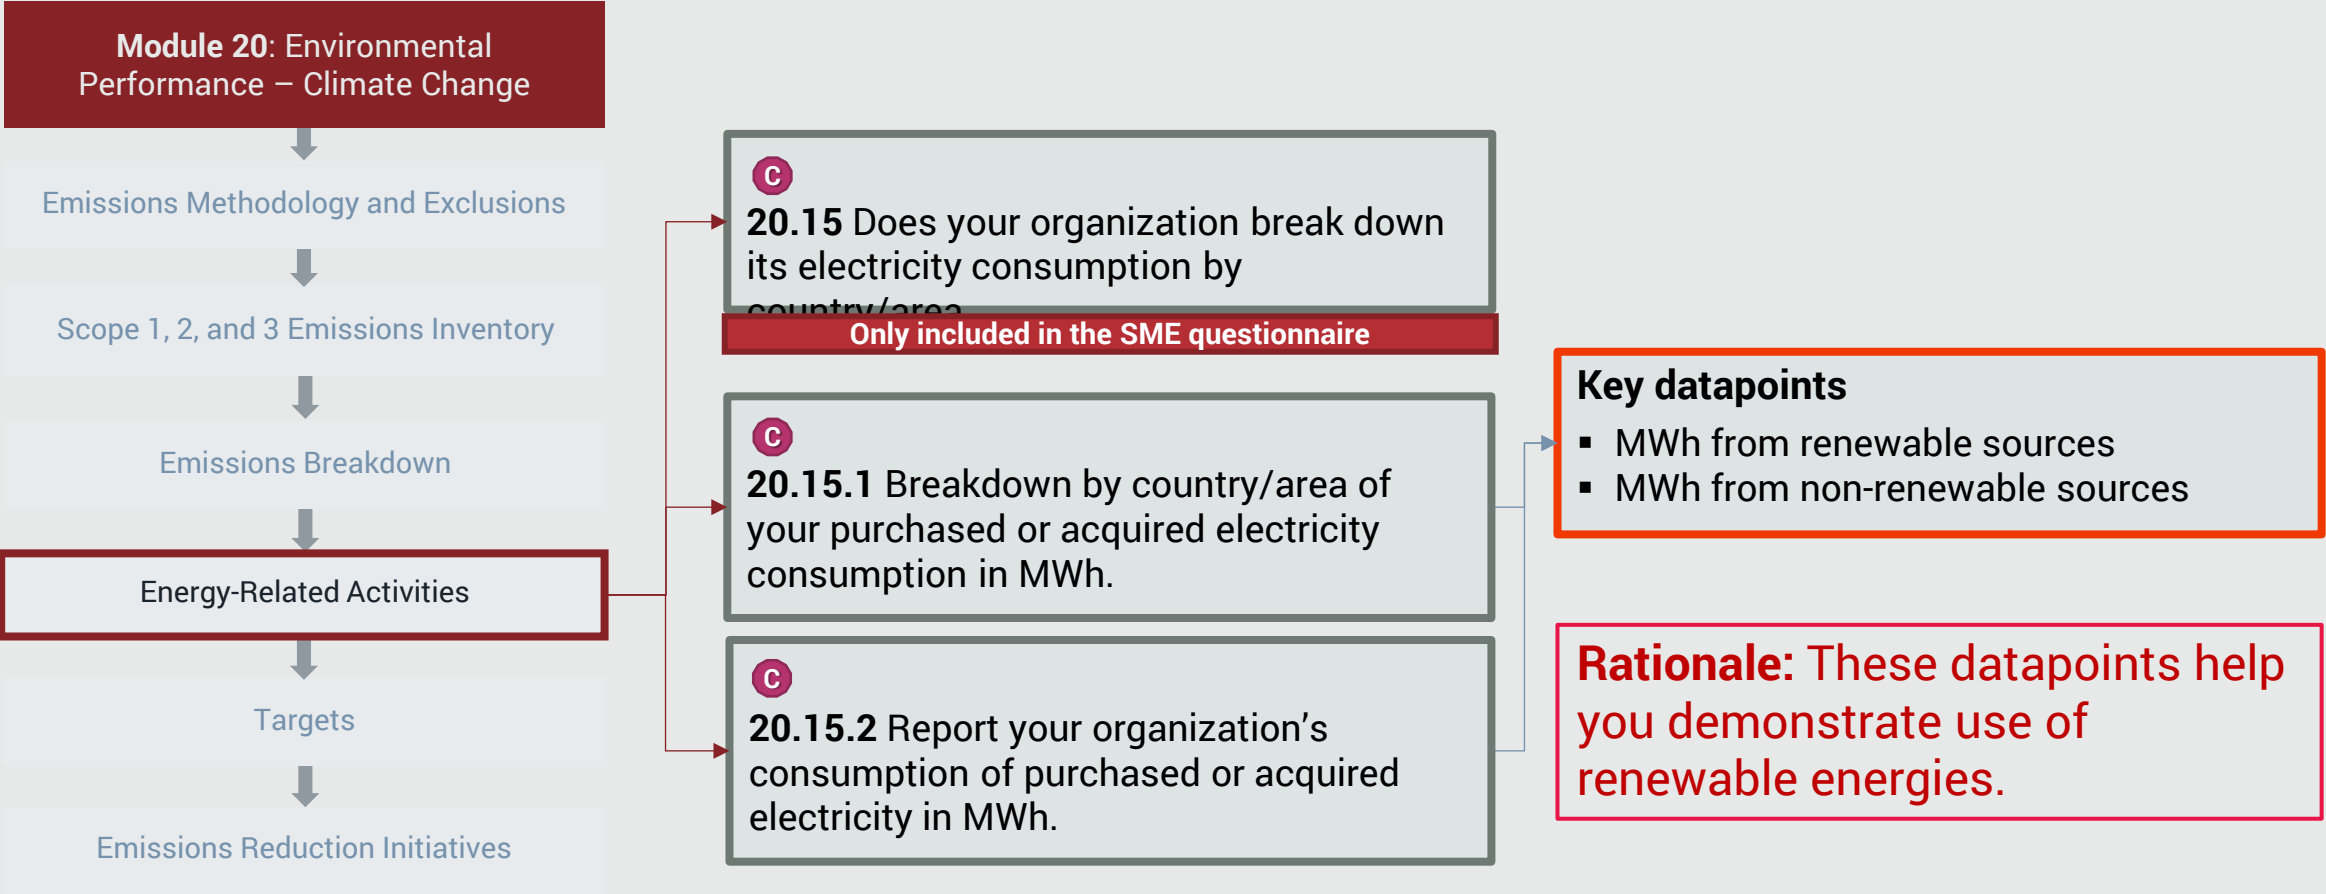 Module 20: Environmental
Performance – Climate Change
Emissions Methodology and Exclusions
Scope 1, 2, and 3 Emissions Inventory
Emissions Breakdown
Energy-Related Activities
Targets
Emissions Reduction Initiatives
C
20.15 Does your organization break down
its electricity consumption by
country/area
Only included in the SME questionnaire
C
20.15.1 Breakdown by country/area of
your purchased or acquired electricity
consumption in MWh.
C
20.15.2 Report your organization’s
consumption of purchased or acquired
electricity in MWh.
Key datapoints
▪ MWh from renewable sources
▪ MWh from non-renewable sources
Rationale: These datapoints help
you demonstrate use of
renewable energies.